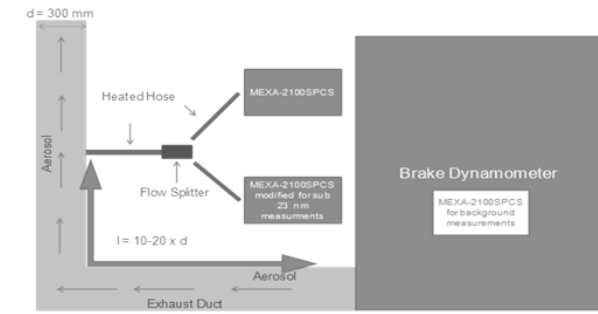 d = 300 mm
Heated Hose
MEXA-2100SPCS
Aerosol
Brake Dynamometer
Flow Splitter
MEXA-2100SPCS
modified for sub
23 nm
measurments
MEXA-2100SPCS
for background
measurements
l = 10-20 x d
Aerosol
Exhaust Duct